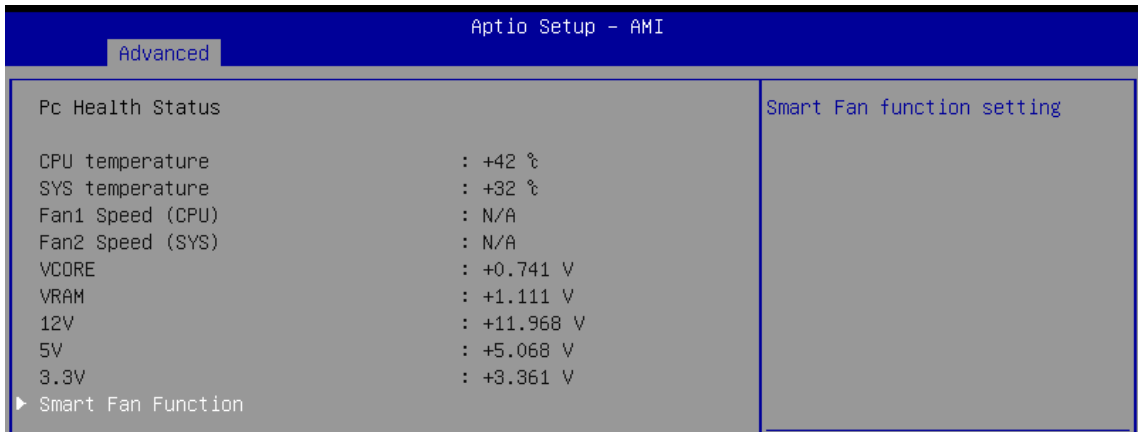 Aptio Setup – AMI
Advanced
Pc Health Status
Smart Fan function setting
CPU temperature : +42 ℃
SYS temperature : +32 ℃
Fan1 Speed (CPU) : N/A
Fan2 Speed (SYS) : N/A
VCORE : +0.741 V
VRAM : +1.111 V
12V : +11.968 V
5V : +5.068 V
3.3V : +3.361 V
Smart Fan Function